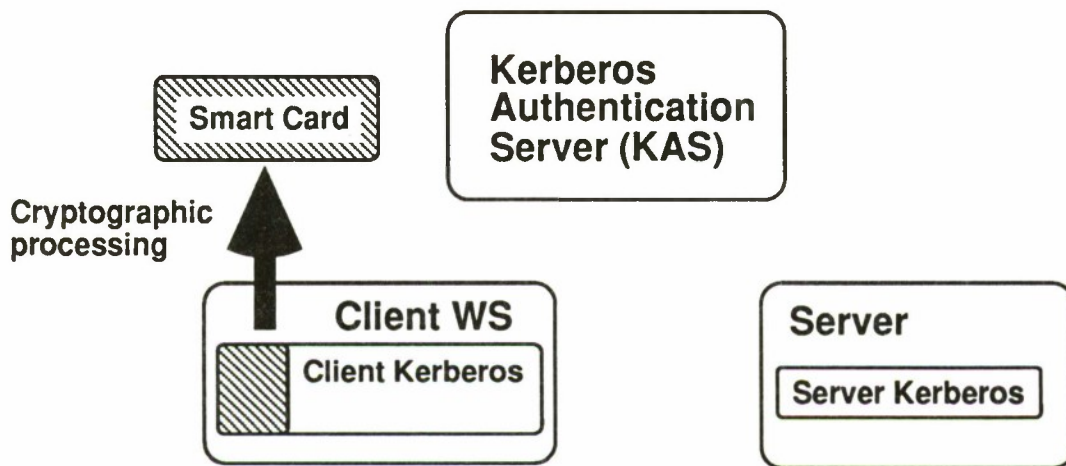 Kerberos
Authentication
Server (KAS)
Smart Card
Cryptographic
processing
Client WS
Client Kerberos
Server
Server Kerberos